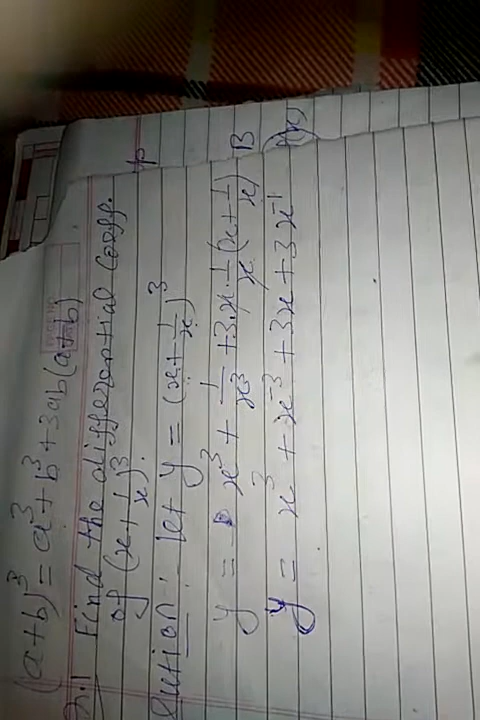 (a+b)³ = a³+b³+3ab(a+b)
Q.1 Find the differential Coeff.
of (x+1/x)³.
lution: let y = (x+1/x)³
y = x³ + 1/x³ + 3.x.1/x(x+1/x)
y = x³ + x⁻³ + 3x + 3x⁻¹
B